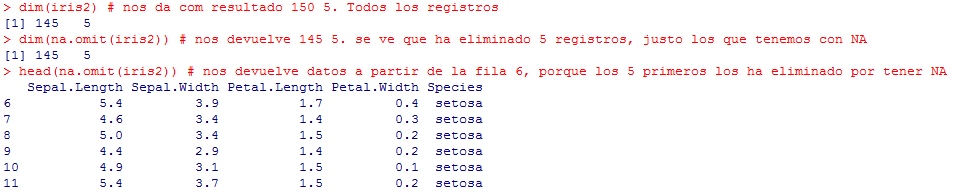 > dim(iris2) # nos da com resultado 150 5. Todos los registros
[1] 145   5
> dim(na.omit(iris2)) # nos devuelve 145 5. se ve que ha eliminado 5 registros, justo los que tenemos con NA
[1] 145   5
> head(na.omit(iris2)) # nos devuelve datos a partir de la fila 6, porque los 5 primeros los ha eliminado por tener NA
   Sepal.Length Sepal.Width Petal.Length Petal.Width Species
6           5.4         3.9          1.7         0.4  setosa
7           4.6         3.4          1.4         0.3  setosa
8           5.0         3.4          1.5         0.2  setosa
9           4.4         2.9          1.4         0.2  setosa
10          4.9         3.1          1.5         0.1  setosa
11          5.4         3.7          1.5         0.2  setosa